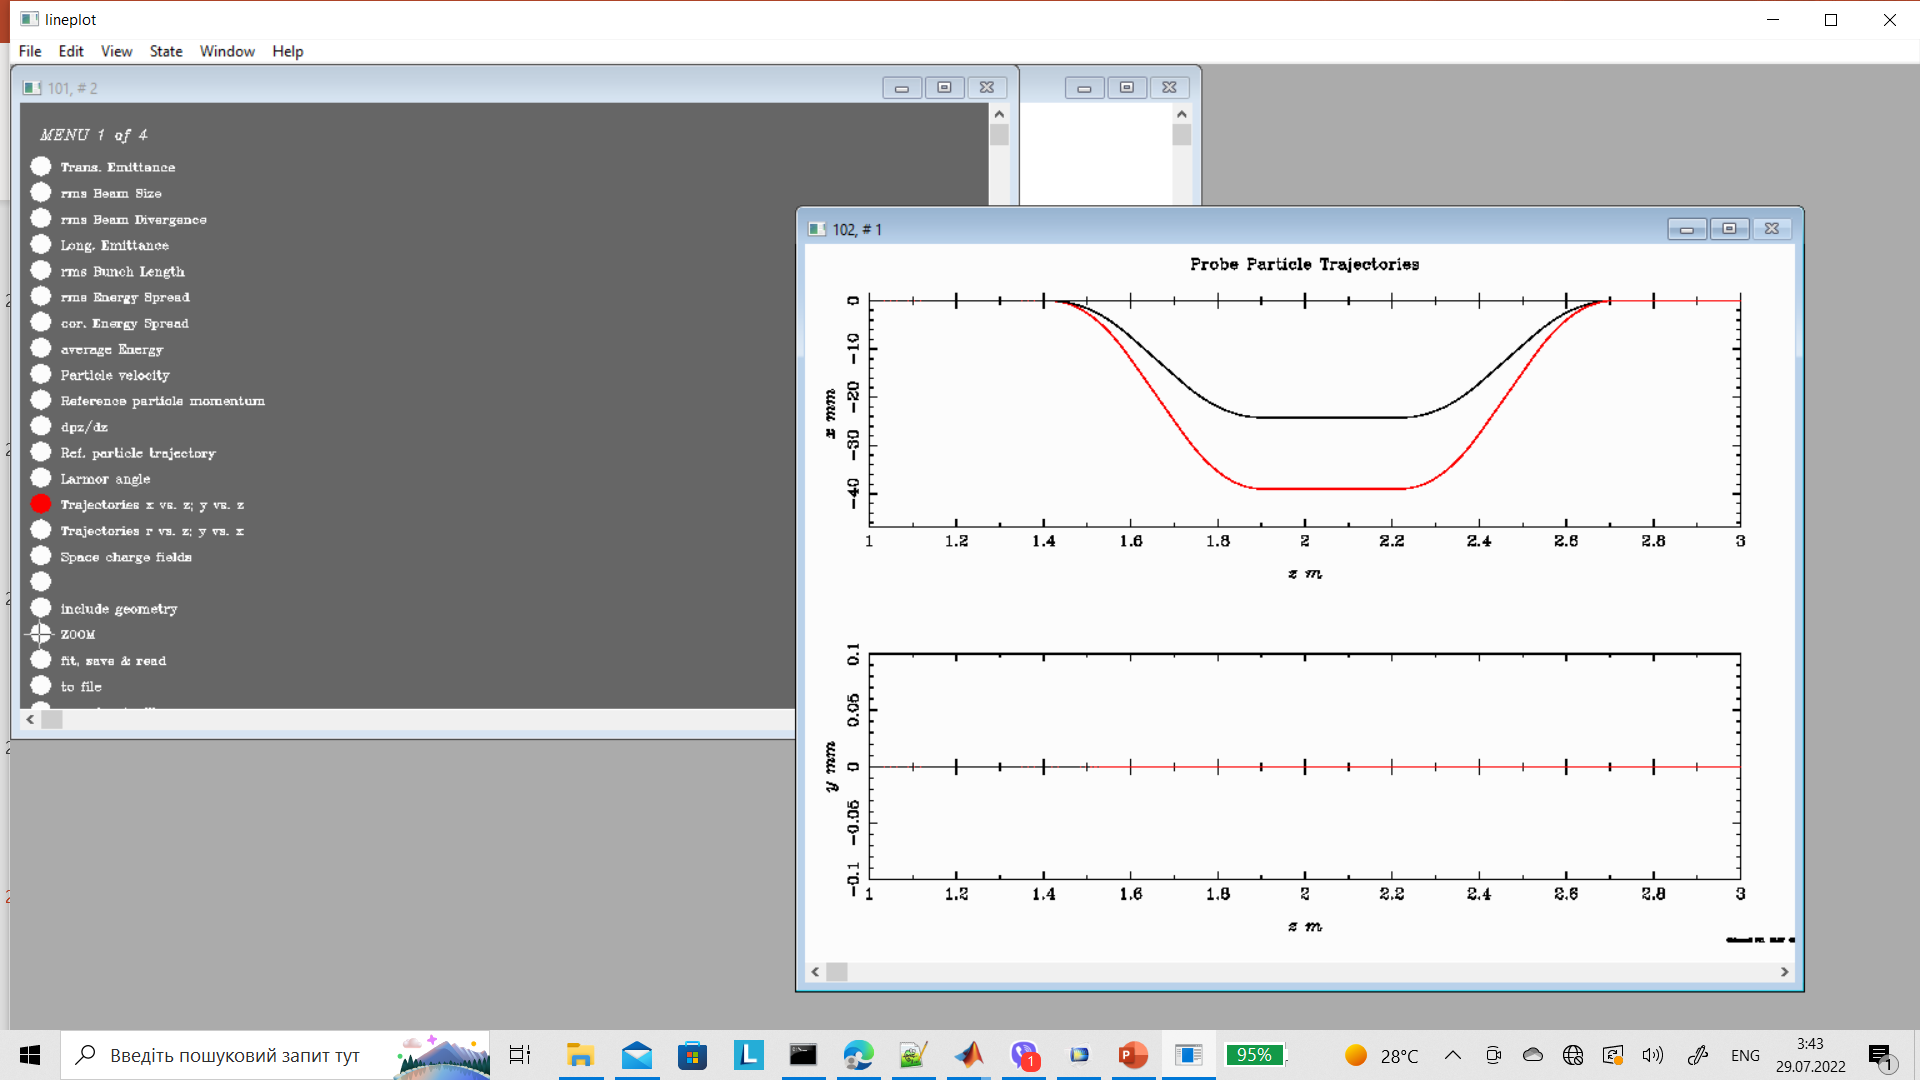 lineplot
File Edit View State Window Help
101, # 2
MENU 1 of 4
Trans. Emittance
rms Beam Size
rms Beam Divergence
Long. Emittance
rms Bunch Length
rms Energy Spread
cor. Energy Spread
average Energy
Particle velocity
Reference particle momentum
dpz/dz
Ref. particle trajectory
Larmor angle
Trajectories x vs. z; y vs. z
Trajectories r vs. z; y vs. x
Space charge fields
include geometry
ZOOM
fit, save & read
to file
102, # 1
Probe Particle Trajectories
0
-10
-20
-30
-40
x mm
1 1.2 1.4 1.6 1.8 2 2.2 2.4 2.6 2.8 3
z m
0.1
0.05
0
-0.05
-0.1
y mm
1 1.2 1.4 1.6 1.8 2 2.2 2.4 2.6 2.8 3
z m
Введіть пошуковий запит тут
L
1
P
95%
28°C
ENG
3:43
29.07.2022
1